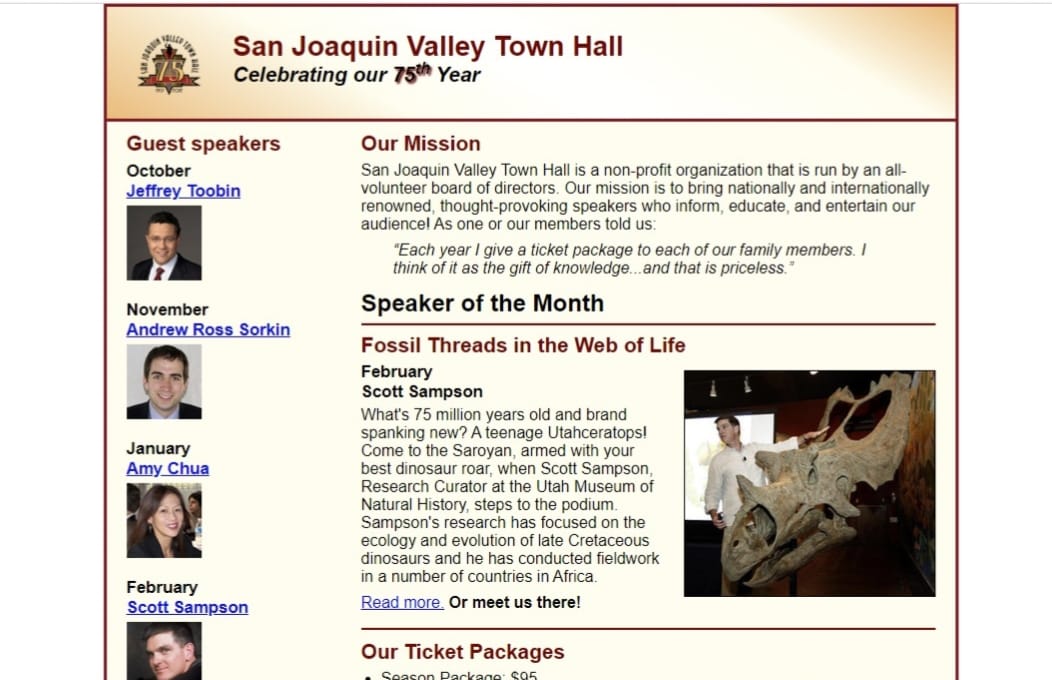 SAN JOAQUIN VALLEY TOWN HALL
75
San Joaquin Valley Town Hall
Celebrating our 75th Year
Guest speakers
October
Jeffrey Toobin
November
Andrew Ross Sorkin
January
Amy Chua
February
Scott Sampson
Our Mission
San Joaquin Valley Town Hall is a non-profit organization that is run by an all-
volunteer board of directors. Our mission is to bring nationally and internationally
renowned, thought-provoking speakers who inform, educate, and entertain our
audience! As one or our members told us:
“Each year I give a ticket package to each of our family members. I
think of it as the gift of knowledge...and that is priceless.”
Speaker of the Month
Fossil Threads in the Web of Life
February
Scott Sampson
What's 75 million years old and brand
spanking new? A teenage Utahceratops!
Come to the Saroyan, armed with your
best dinosaur roar, when Scott Sampson,
Research Curator at the Utah Museum of
Natural History, steps to the podium.
Sampson's research has focused on the
ecology and evolution of late Cretaceous
dinosaurs and he has conducted fieldwork
in a number of countries in Africa.
Read more. Or meet us there!
Our Ticket Packages
• Season Package: $95